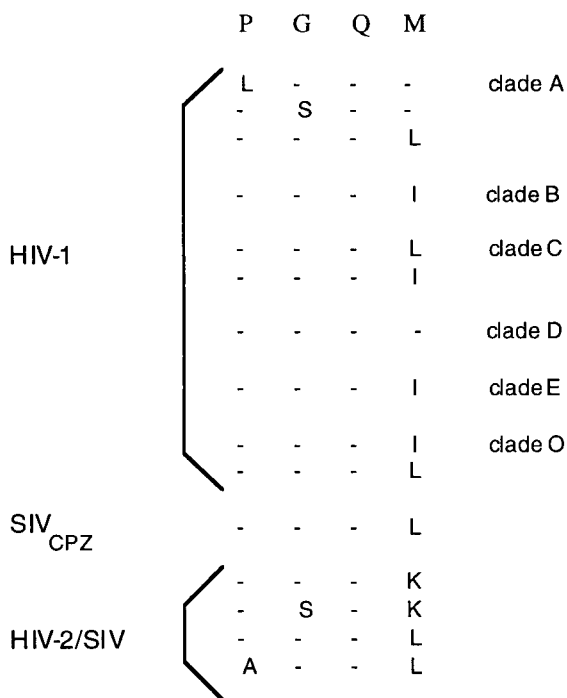 P G Q M
L - - - clade A
- S - -
- - - L
- - - I clade B
HIV-1
- - - L clade C
- - - I
- - - - clade D
- - - I clade E
- - - I clade O
- - - L
SIV CPZ - - - L
- - - K
- S - K
HIV-2/SIV - - - L
A - - L